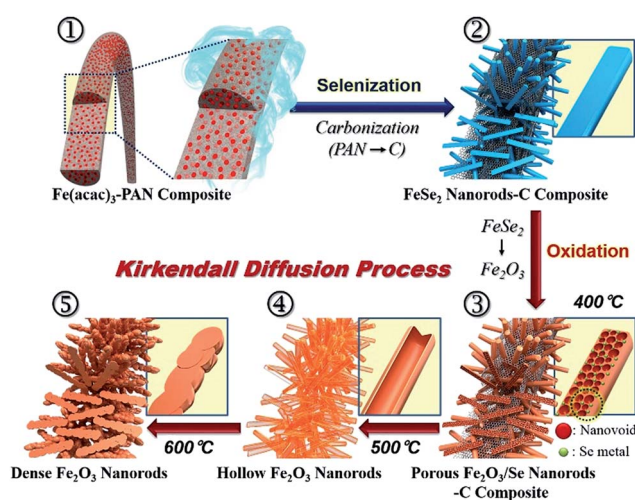 ①
Fe(acac)₃-PAN Composite
Selenization
Carbonization
(PAN → C)
②
FeSe₂ Nanorods-C Composite
FeSe₂
↓
Fe₂O₃
Oxidation
Kirkendall Diffusion Process
400 ℃
③
: Nanovoid
: Se metal
Porous Fe₂O₃/Se Nanorods
-C Composite
500 ℃
④
Hollow Fe₂O₃ Nanorods
600 ℃
⑤
Dense Fe₂O₃ Nanorods